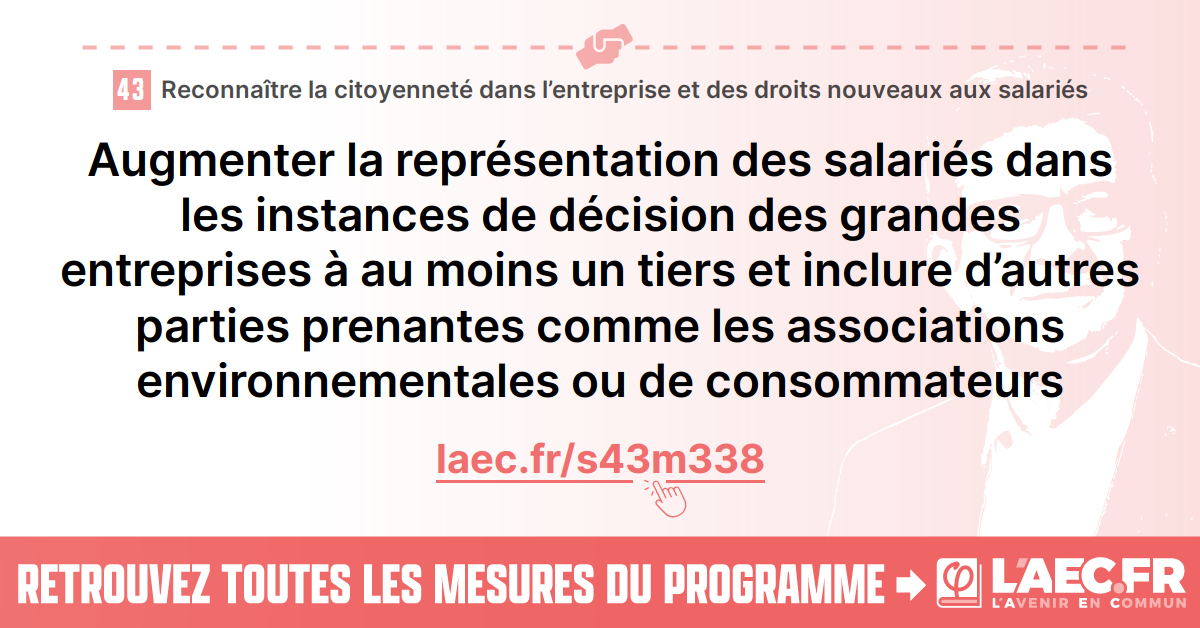 43 Reconnaître la citoyenneté dans l’entreprise et des droits nouveaux aux salariés
Augmenter la représentation des salariés dans
les instances de décision des grandes
entreprises à au moins un tiers et inclure d’autres
parties prenantes comme les associations
environnementales ou de consommateurs
laec.fr/s43m338
RETROUVEZ TOUTES LES MESURES DU PROGRAMME
φ L’AEC.FR
L’AVENIR EN COMMUN